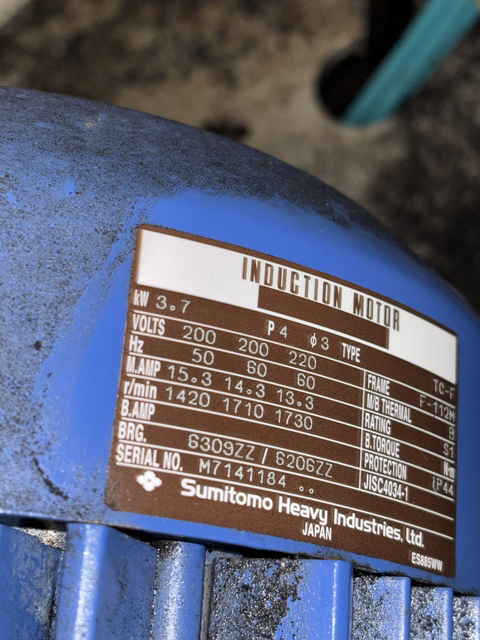 INDUCTION MOTOR
kW 3.7 P 4 φ 3 TYPE TC-F
VOLTS 200 200 220 FRAME F-112M
Hz 50 60 60 M/B THERMAL B
M.AMP 15.3 14.3 13.3 RATING S1
r/min 1420 1710 1730 B.TORQUE Nm
B.AMP PROTECTION IP44
BRG. 6309ZZ / 6206ZZ JISC4034-1
SERIAL NO. M7141184 ..
Sumitomo Heavy Industries, Ltd.
JAPAN
ES885WW